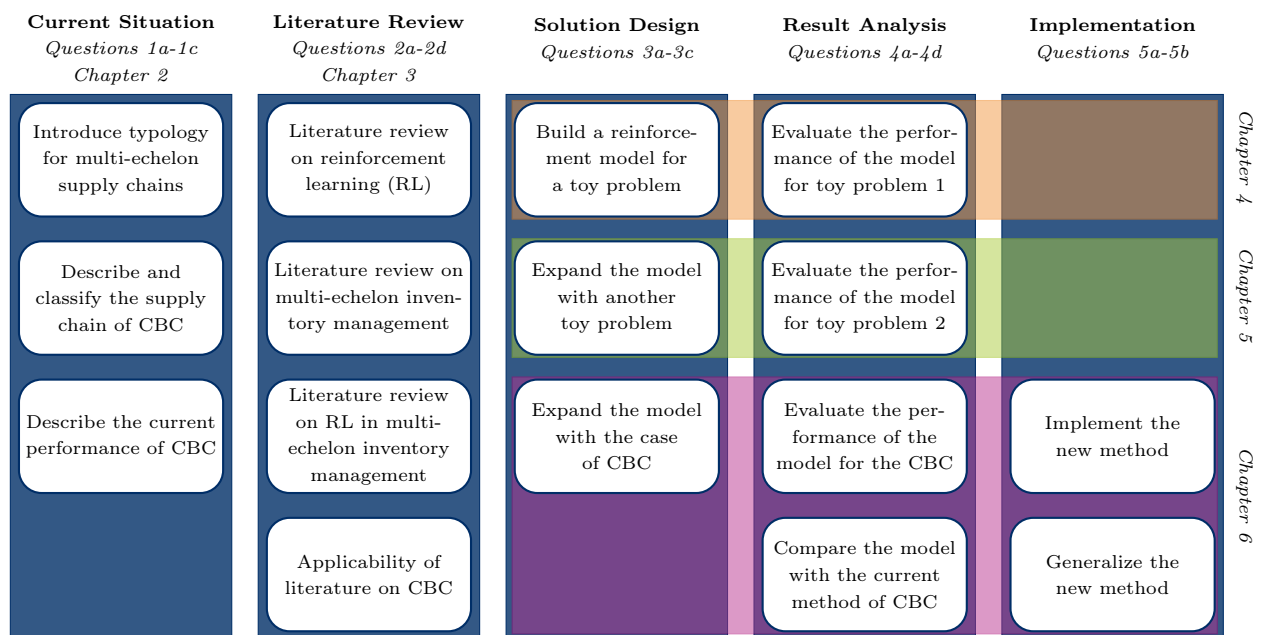 Current Situation
Questions 1a-1c
Chapter 2
Introduce typology
for multi-echelon
supply chains
Describe and
classify the supply
chain of CBC
Describe the current
performance of CBC
Literature Review
Questions 2a-2d
Chapter 3
Literature review
on reinforcement
learning (RL)
Literature review on
multi-echelon inven-
tory management
Literature review
on RL in multi-
echelon inventory
management
Applicability of
literature on CBC
Solution Design
Questions 3a-3c
Build a reinforce-
ment model for
a toy problem
Expand the model
with another
toy problem
Expand the model
with the case
of CBC
Result Analysis
Questions 4a-4d
Evaluate the perfor-
mance of the model
for toy problem 1
Evaluate the perfor-
mance of the model
for toy problem 2
Evaluate the per-
formance of the
model for the CBC
Compare the model
with the current
method of CBC
Implementation
Questions 5a-5b
Implement the
new method
Generalize the
new method
Chapter 4
Chapter 5
Chapter 6